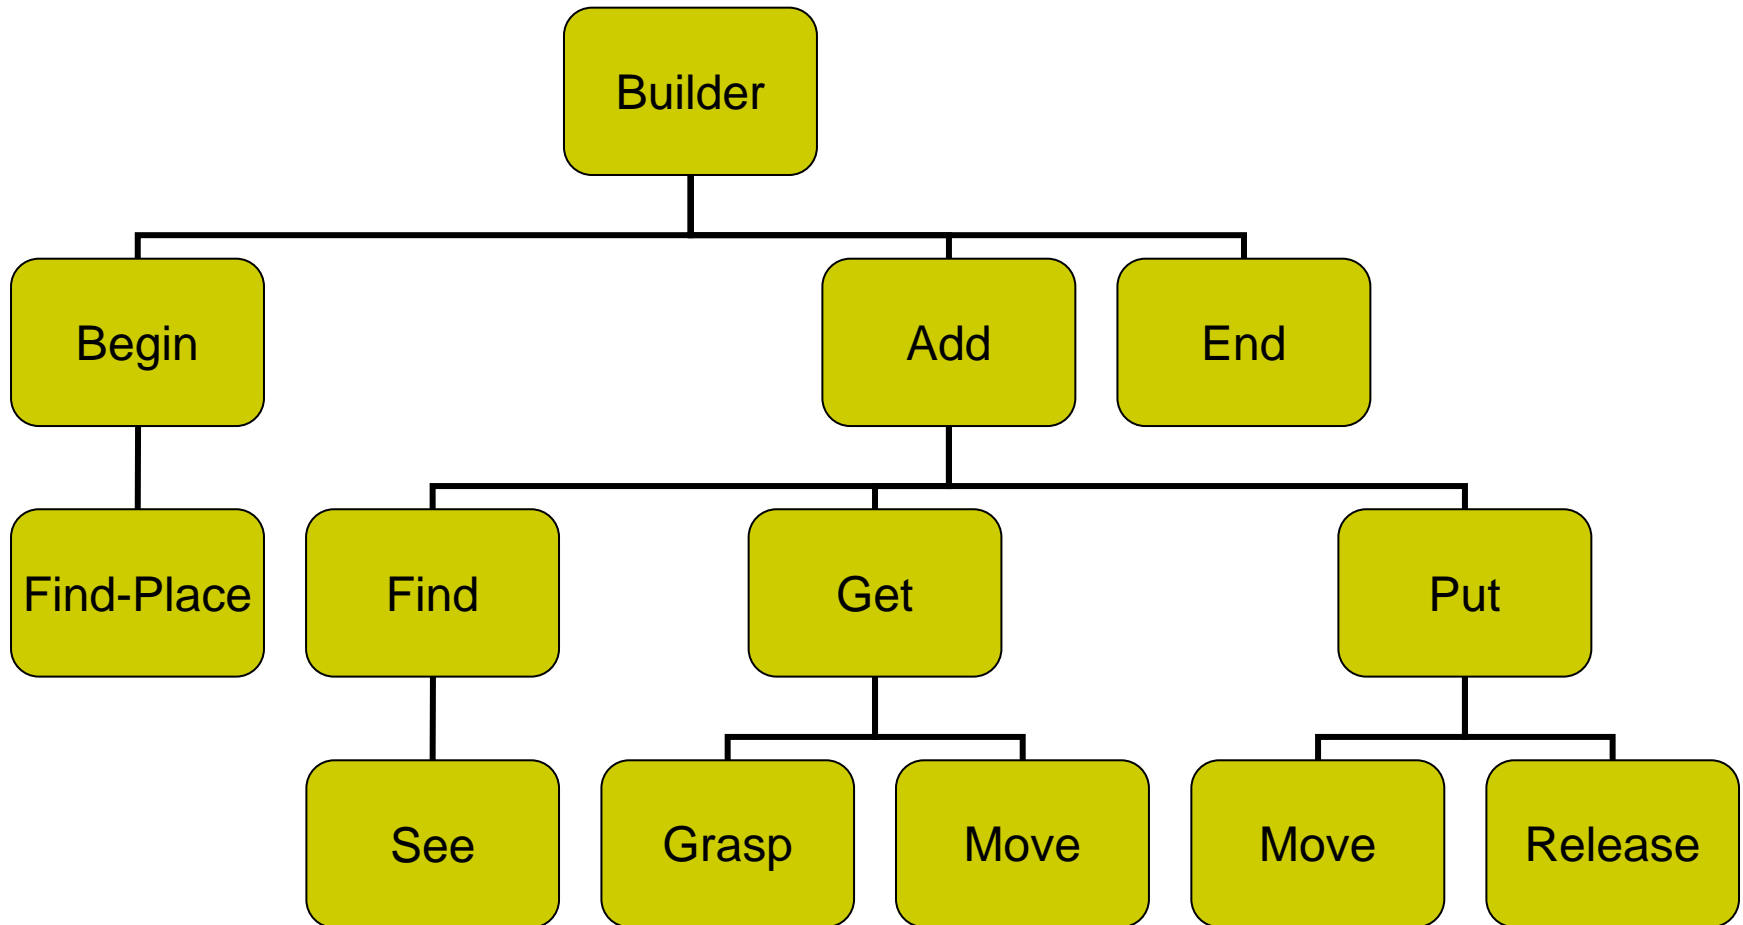 Builder
Begin
Add
End
Find-Place
Find
Get
Put
See
Grasp
Move
Move
Release